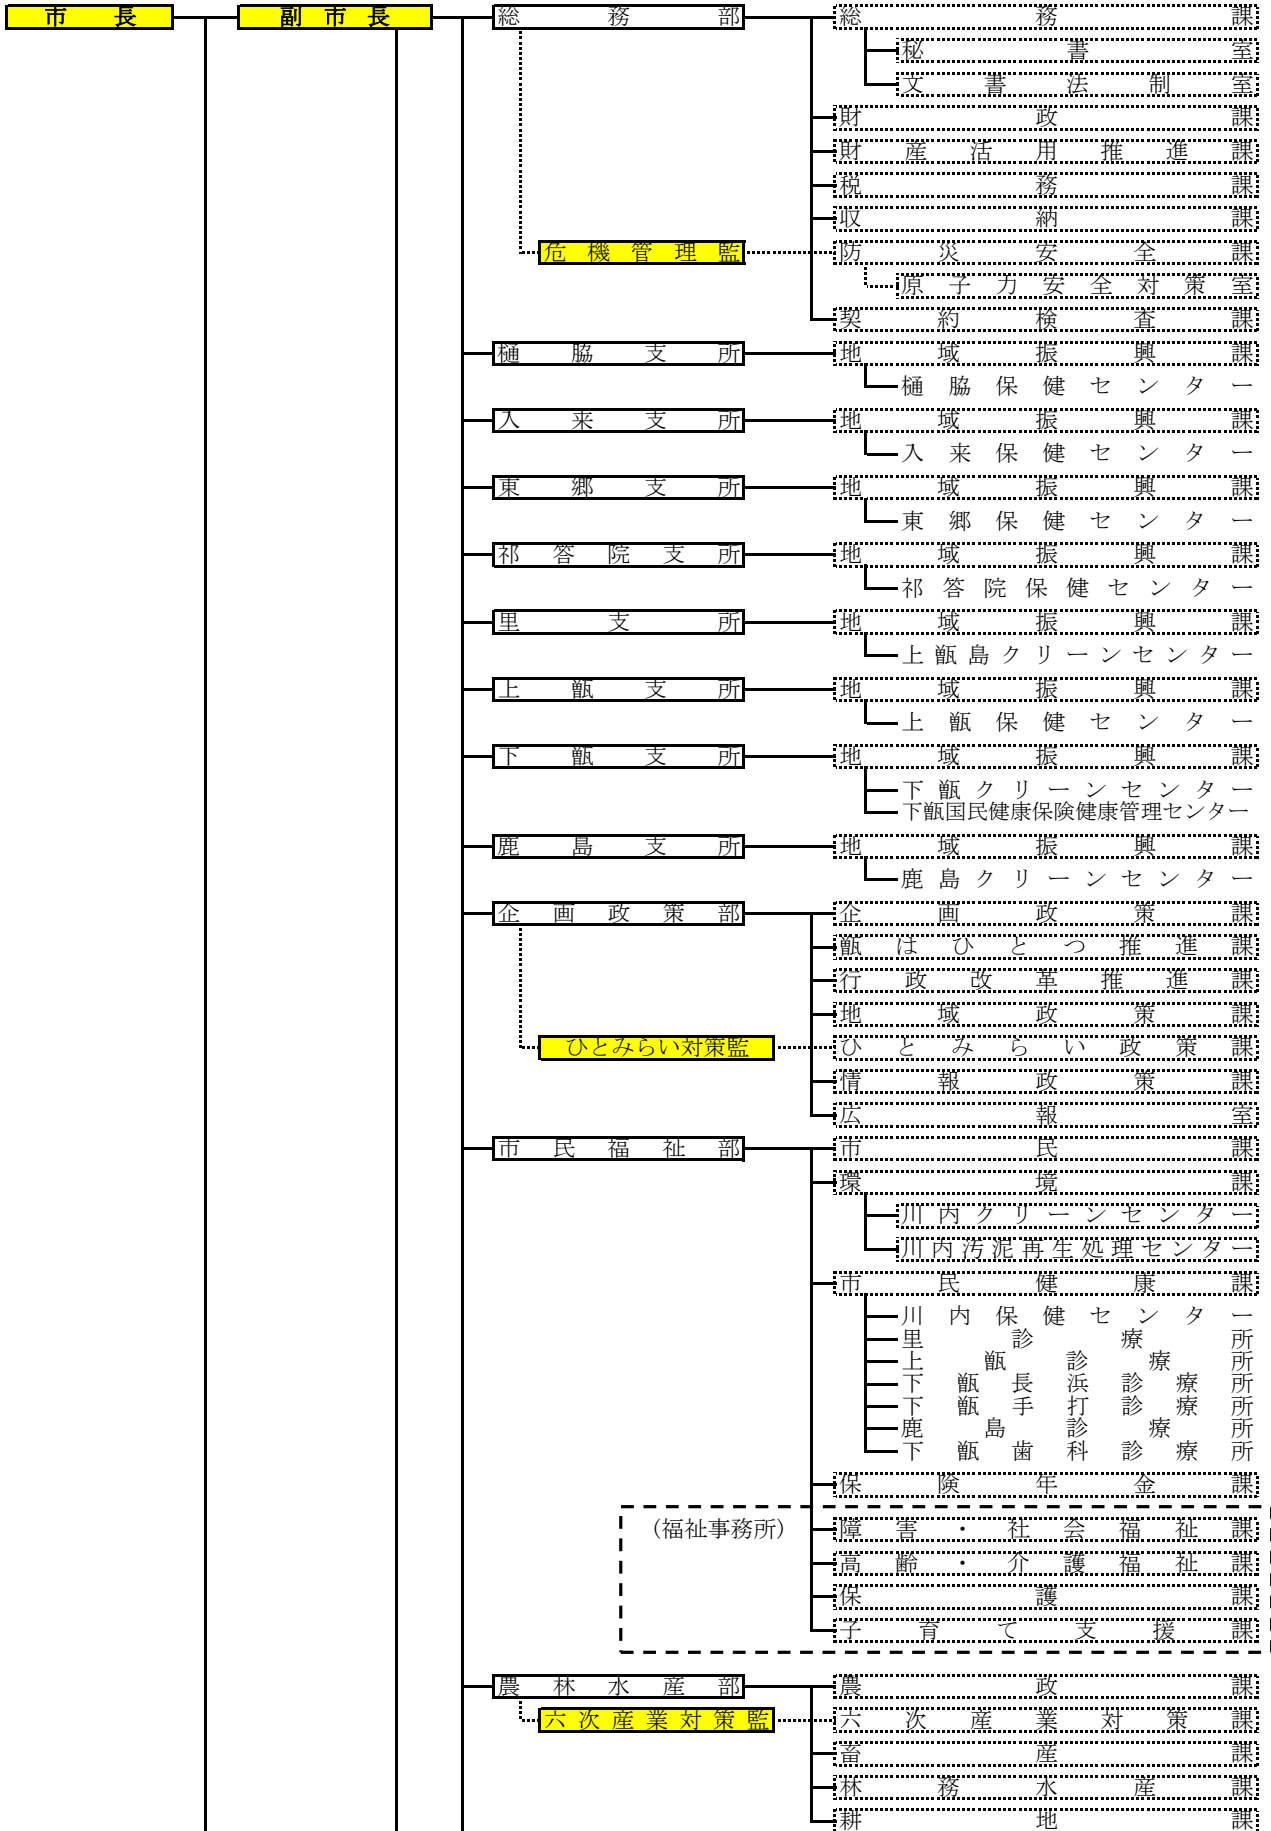 市長 副市長 総務部 総務課
秘書室
文書法制室
財政課
財産活用推進課
税務課
収納課
危機管理監 防災安全課
原子力安全対策室
契約検査課
樋脇支所 地域振興課
樋脇保健センター
入来支所 地域振興課
入来保健センター
東郷支所 地域振興課
東郷保健センター
祁答院支所 地域振興課
祁答院保健センター
里支所 地域振興課
上甑島クリーンセンター
上甑支所 地域振興課
上甑保健センター
下甑支所 地域振興課
下甑クリーンセンター
下甑国民健康保険健康管理センター
鹿島支所 地域振興課
鹿島クリーンセンター
企画政策部 企画政策課
甑はひとつ推進課
行政改革推進課
地域政策課
ひとみらい対策監 ひとみらい政策課
情報政策課
広報室
市民福祉部 市民課
環境課
川内クリーンセンター
川内汚泥再生処理センター
市民健康課
川内保健センター
里診療所
上甑診療所
下甑長浜診療所
下甑手打診療所
鹿島診療所
下甑歯科診療所
保険年金課
（福祉事務所） 障害・社会福祉課
高齢・介護福祉課
保護課
子育て支援課
農林水産部 農政課
六次産業対策監 六次産業対策課
畜産課
林務水産課
耕地課